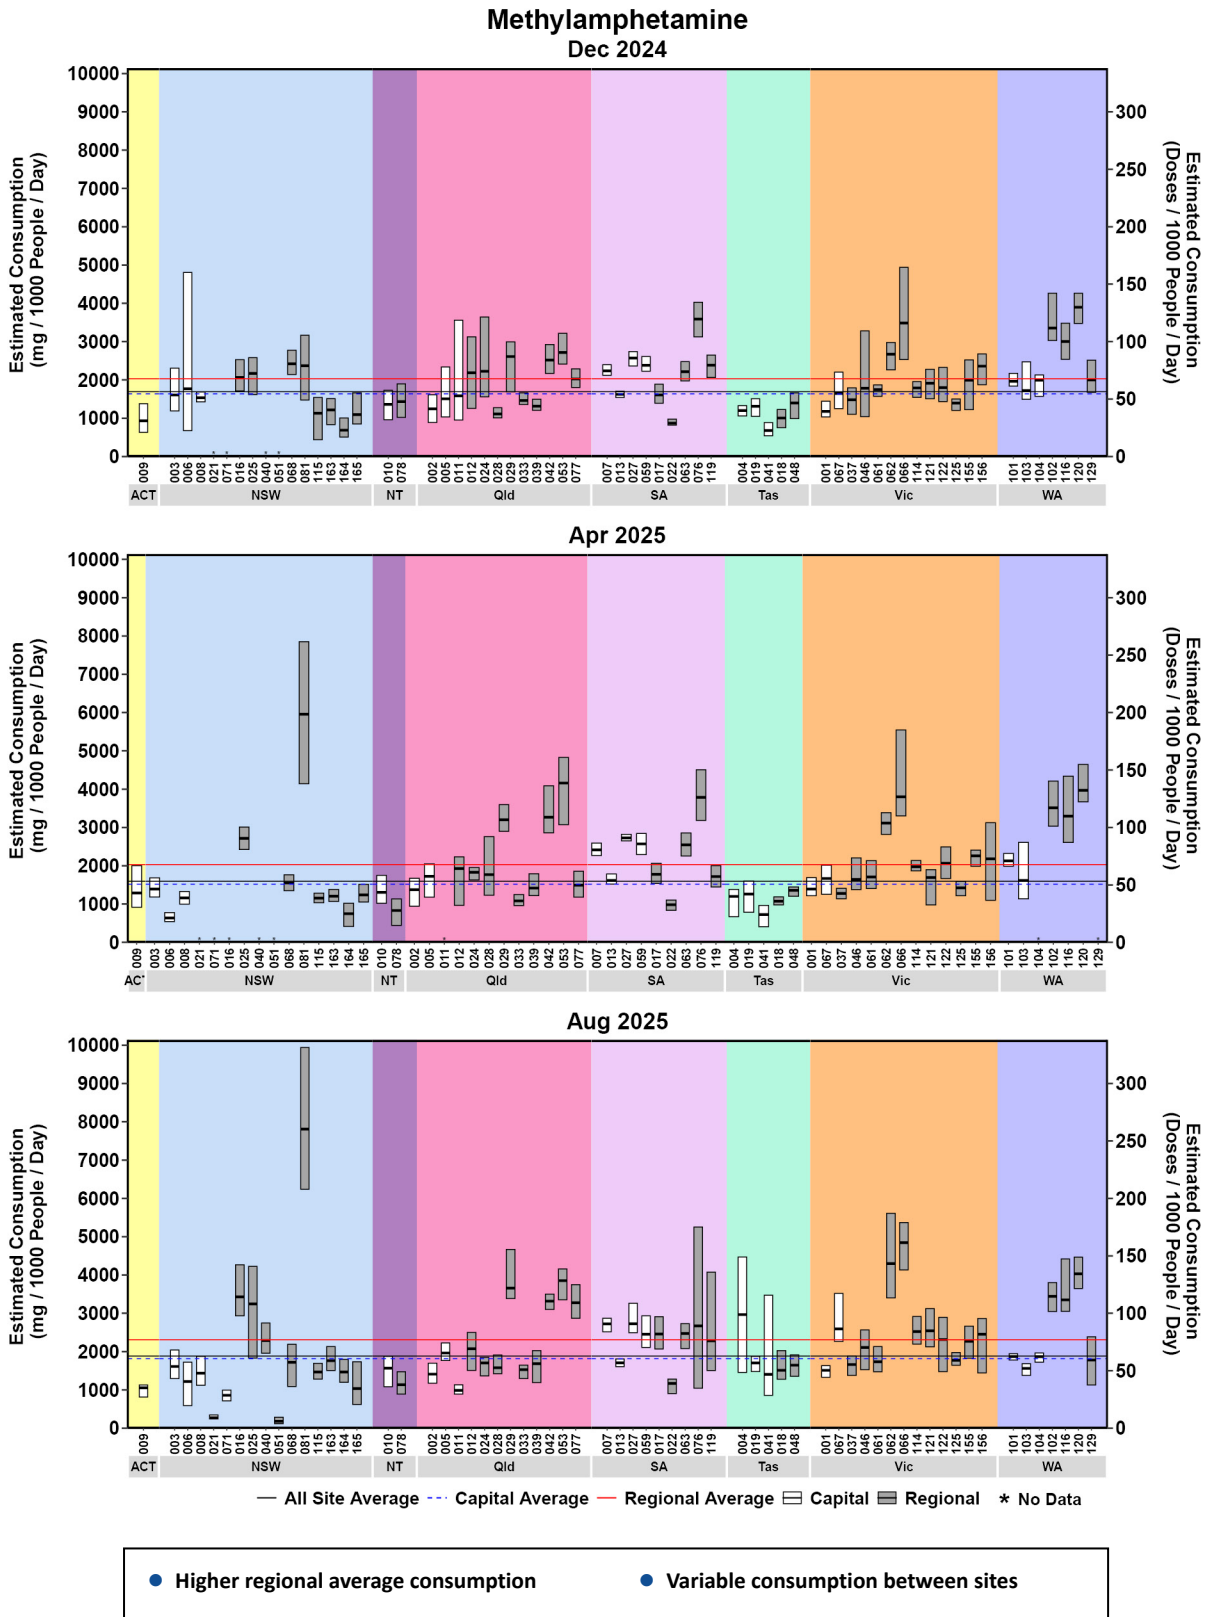 Methylamphetamine
Dec 2024
Estimated Consumption
(mg / 1000 People / Day)
10000
9000
8000
7000
6000
5000
4000
3000
2000
1000
0
300
250
200
150
100
50
0
Estimated Consumption
(Doses / 1000 People / Day)
009 003 006 008 021 071 016 025 040 051 068 081 115 163 164 165 010 078 002 005 011 012 024 028 029 033 039 042 053 077 007 013 027 059 017 022 063 076 119 004 019 041 018 048 001 067 037 046 061 062 066 114 121 122 125 155 156 101 103 104 102 116 120 129
ACT NSW NT Qld SA Tas Vic WA
Apr 2025
Estimated Consumption
(mg / 1000 People / Day)
10000
9000
8000
7000
6000
5000
4000
3000
2000
1000
0
300
250
200
150
100
50
0
Estimated Consumption
(Doses / 1000 People / Day)
009 003 006 008 021 071 016 025 040 051 068 081 115 163 164 165 010 078 002 005 011 012 024 028 029 033 039 042 053 077 007 013 027 059 017 022 063 076 119 004 019 041 018 048 001 067 037 046 061 062 066 114 121 122 125 155 156 101 103 104 102 116 120 129
AC NSW NT Qld SA Tas Vic WA
Aug 2025
Estimated Consumption
(mg / 1000 People / Day)
10000
9000
8000
7000
6000
5000
4000
3000
2000
1000
0
300
250
200
150
100
50
0
Estimated Consumption
(Doses / 1000 People / Day)
009 003 006 008 021 071 016 025 040 051 068 081 115 163 164 165 010 078 002 005 011 012 024 028 029 033 039 042 053 077 007 013 027 059 017 022 063 076 119 004 019 041 018 048 001 067 037 046 061 062 066 114 121 122 125 155 156 101 103 104 102 116 120 129
ACT NSW NT Qld SA Tas Vic WA
All Site Average Capital Average Regional Average Capital Regional * No Data
● Higher regional average consumption ● Variable consumption between sites